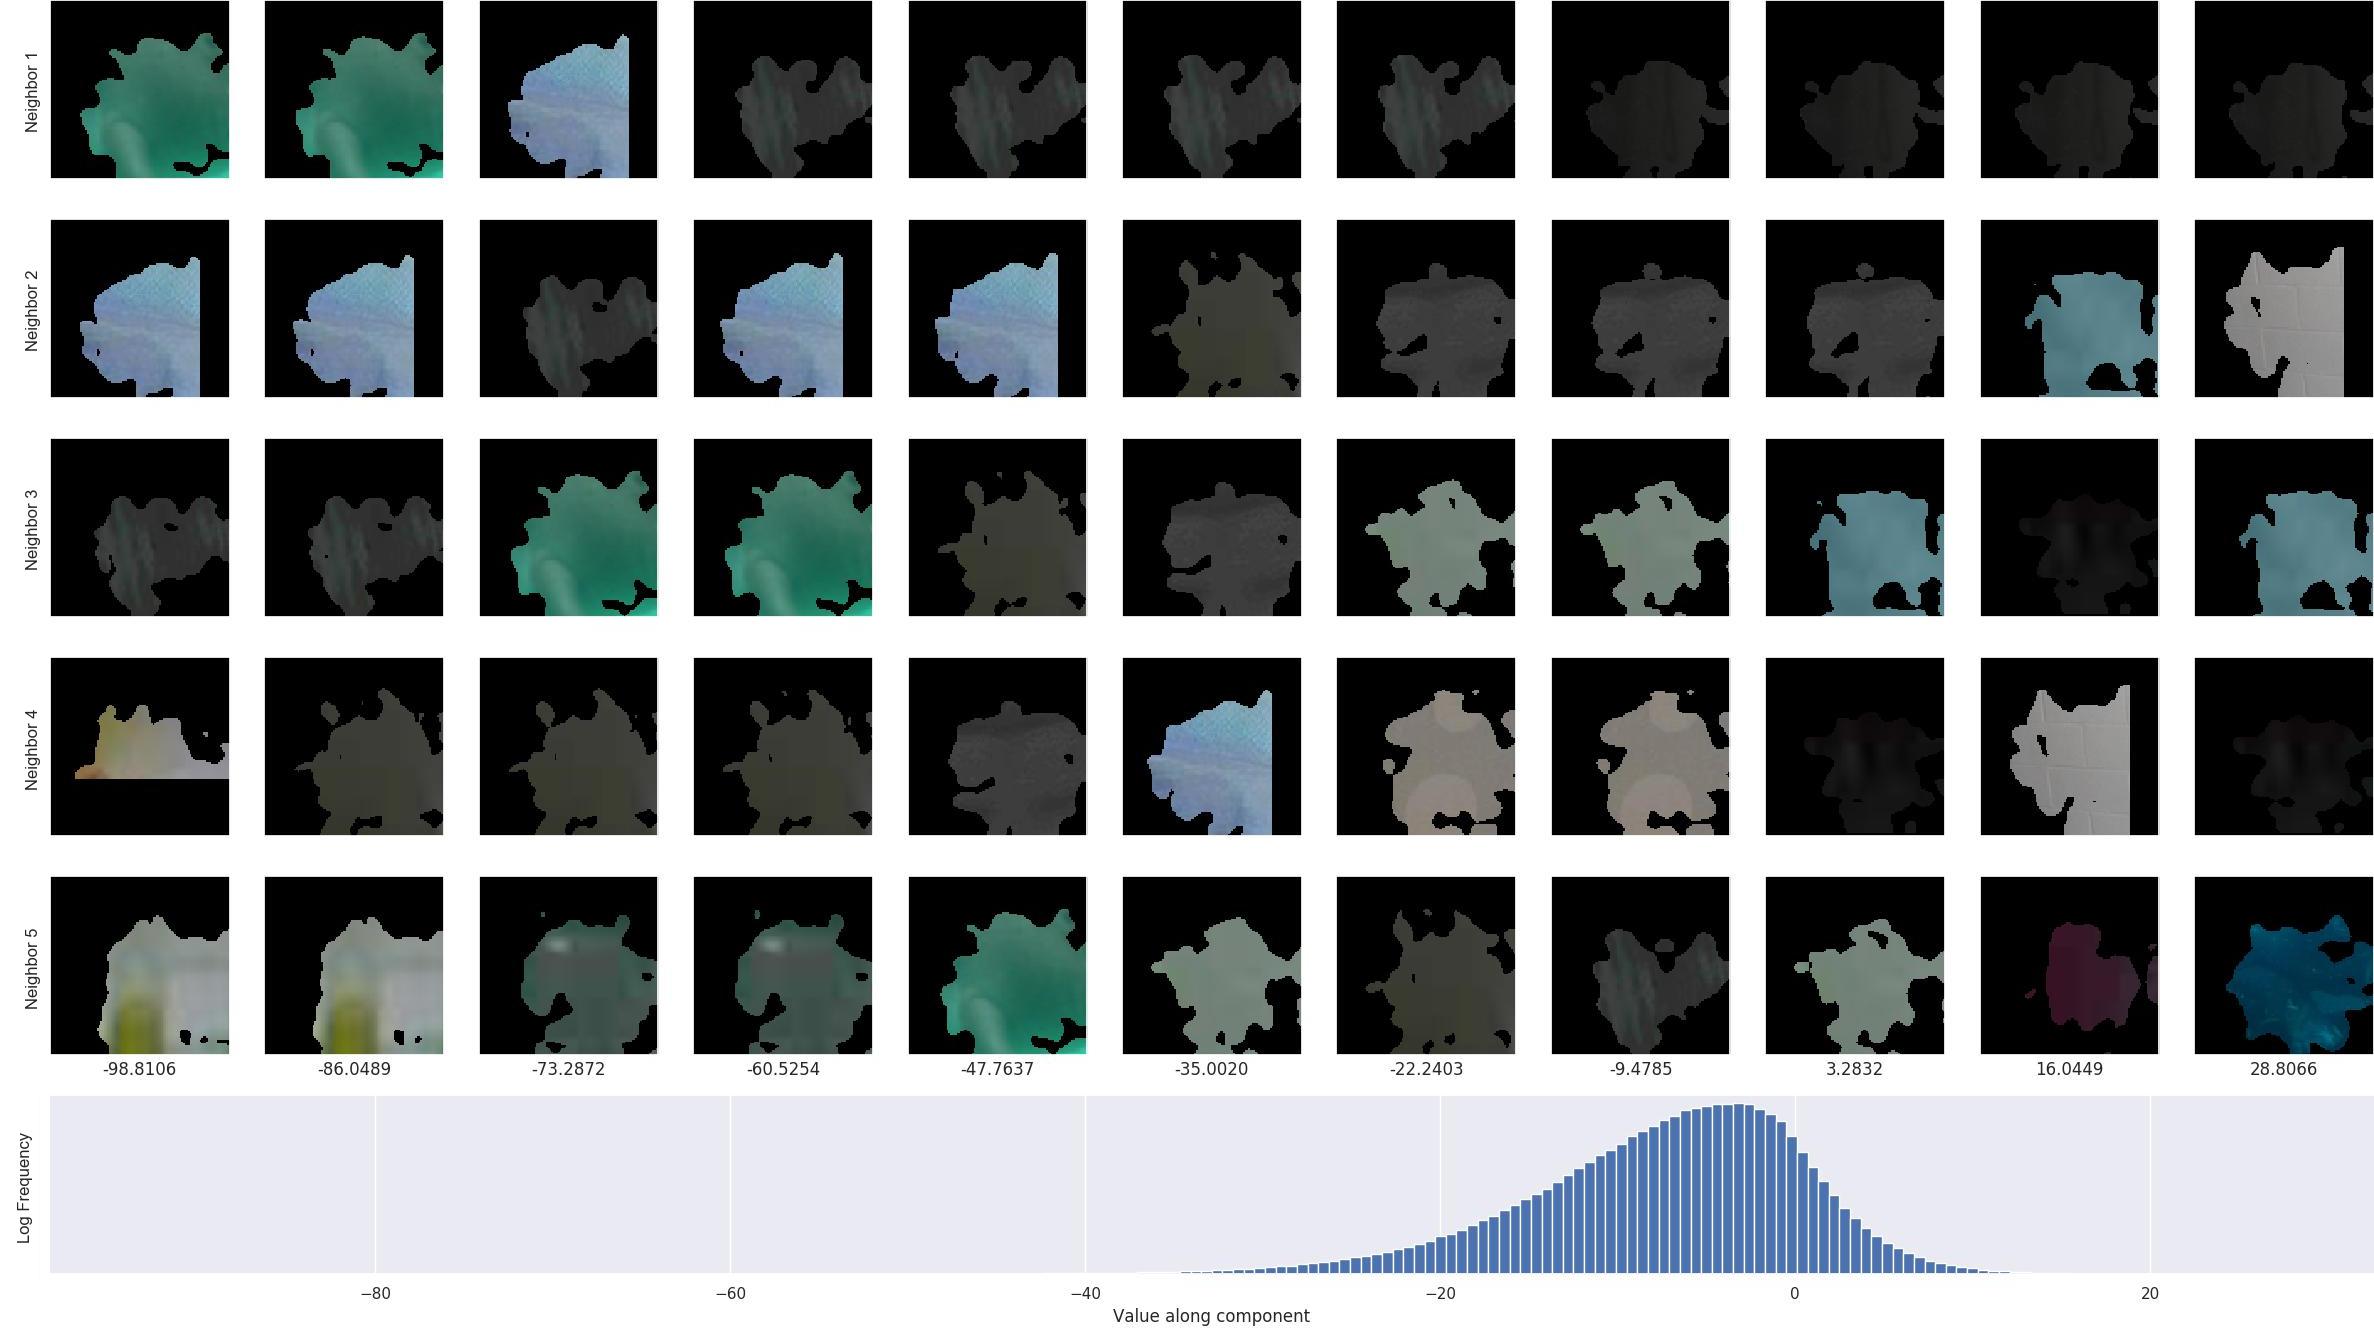 Neighbor 1
Neighbor 2
Neighbor 3
Neighbor 4
Neighbor 5
-98.8106 -86.0489 -73.2872 -60.5254 -47.7637 -35.0020 -22.2403 -9.4785 3.2832 16.0449 28.8066
Log Frequency
−80 −60 −40 −20 0 20
Value along component